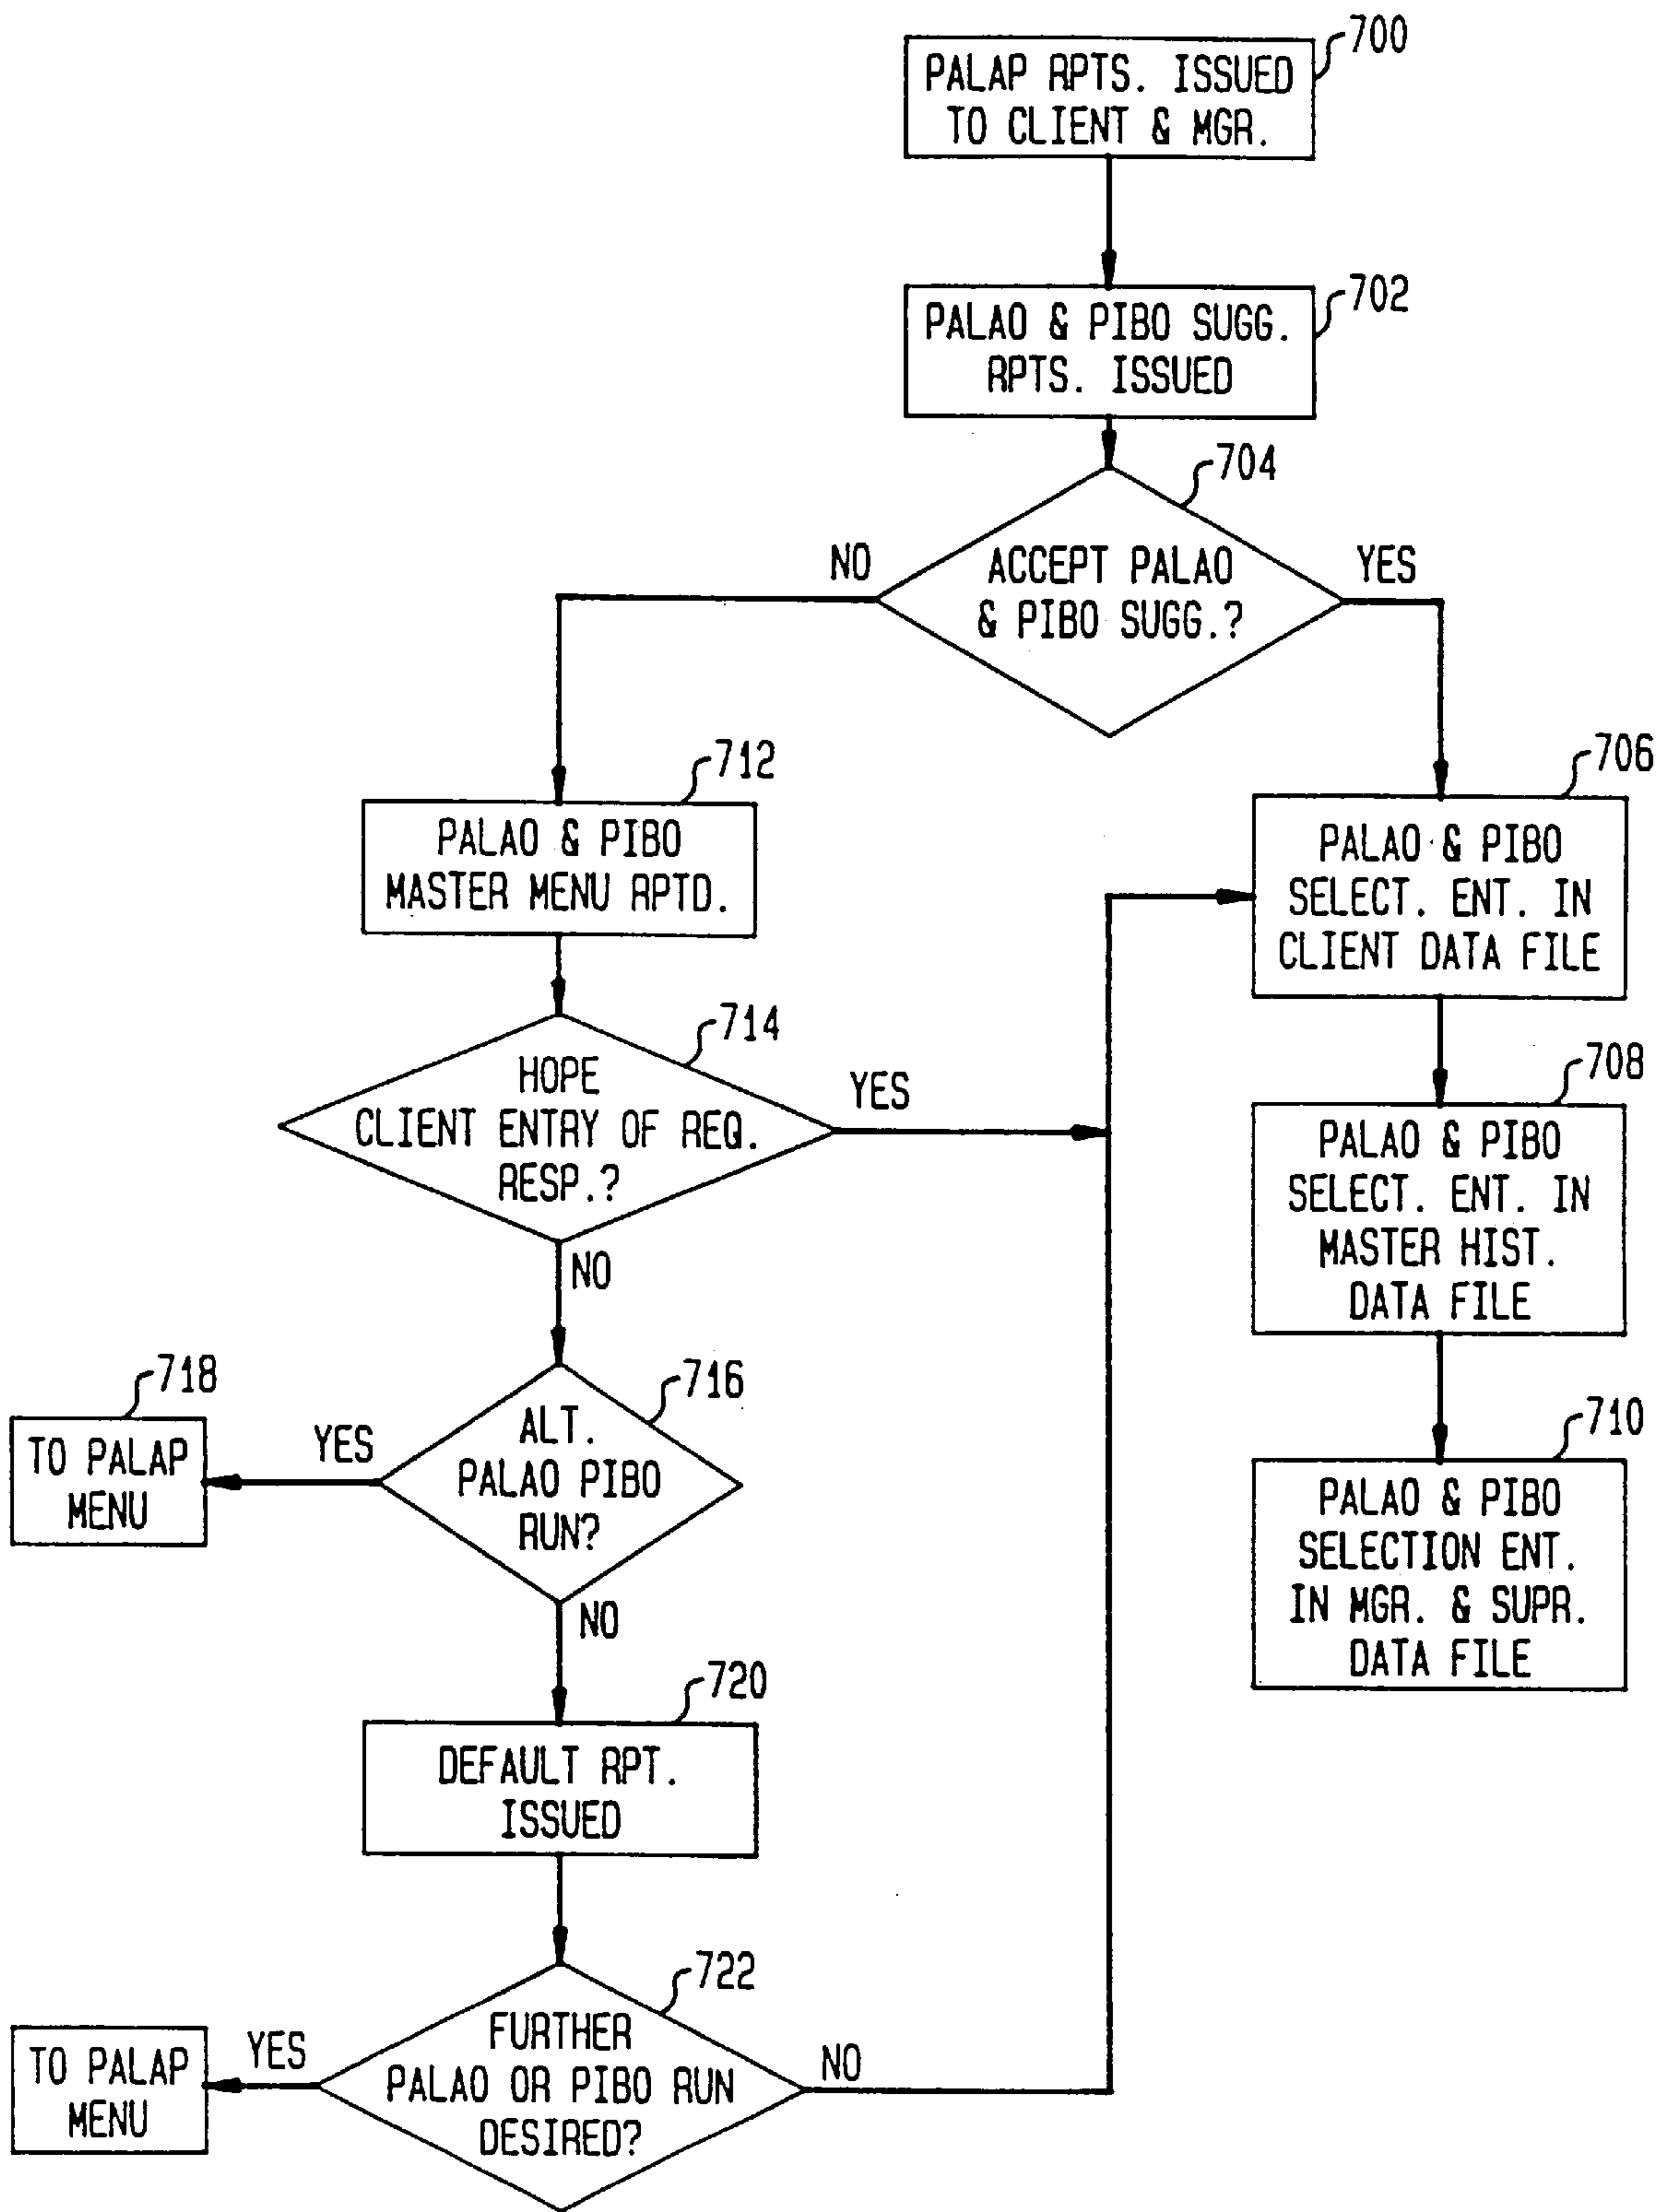 700
PALAP RPTS. ISSUED
TO CLIENT & MGR.
702
PALAO & PIBO SUGG.
RPTS. ISSUED
704
NO
ACCEPT PALAO
& PIBO SUGG.?
YES
712
PALAO & PIBO
MASTER MENU RPTD.
706
PALAO & PIBO
SELECT. ENT. IN
CLIENT DATA FILE
714
HOPE
CLIENT ENTRY OF REQ.
RESP.?
YES
NO
708
PALAO & PIBO
SELECT. ENT. IN
MASTER HIST.
DATA FILE
716
ALT.
PALAO PIBO
RUN?
YES
718
TO PALAP
MENU
NO
710
PALAO & PIBO
SELECTION ENT.
IN MGR. & SUPR.
DATA FILE
720
DEFAULT RPT.
ISSUED
722
FURTHER
PALAO OR PIBO RUN
DESIRED?
YES
TO PALAP
MENU
NO